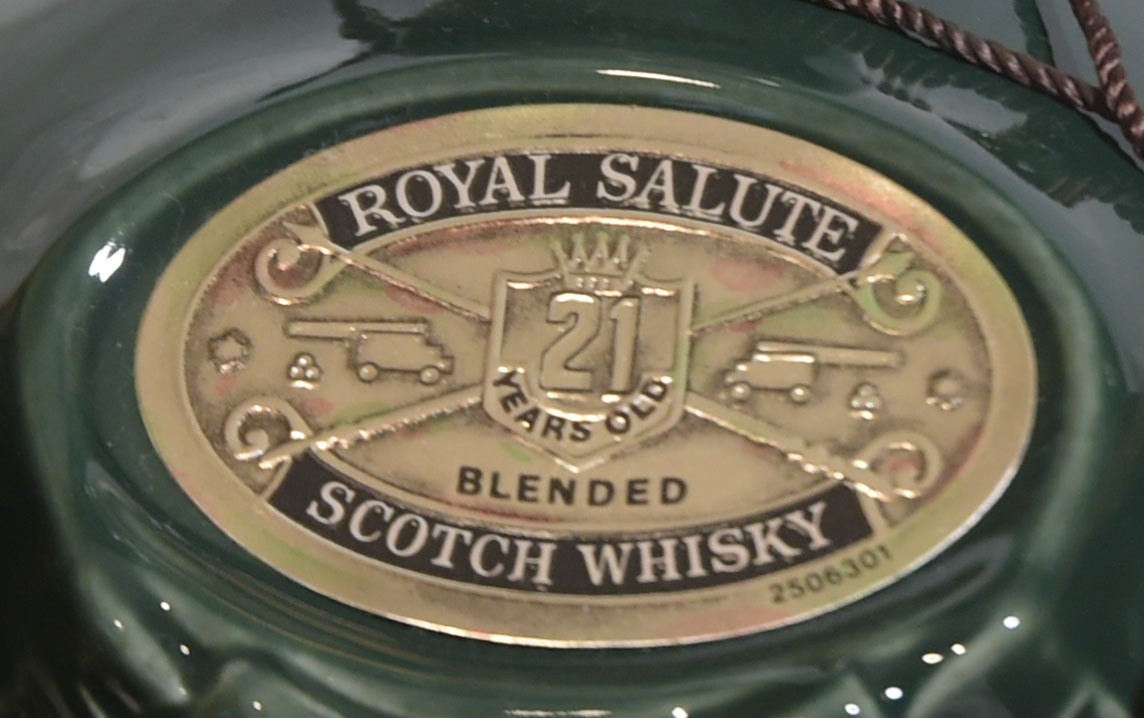 ROYAL SALUTE
21
YEARS OLD
BLENDED
SCOTCH WHISKY
2506301